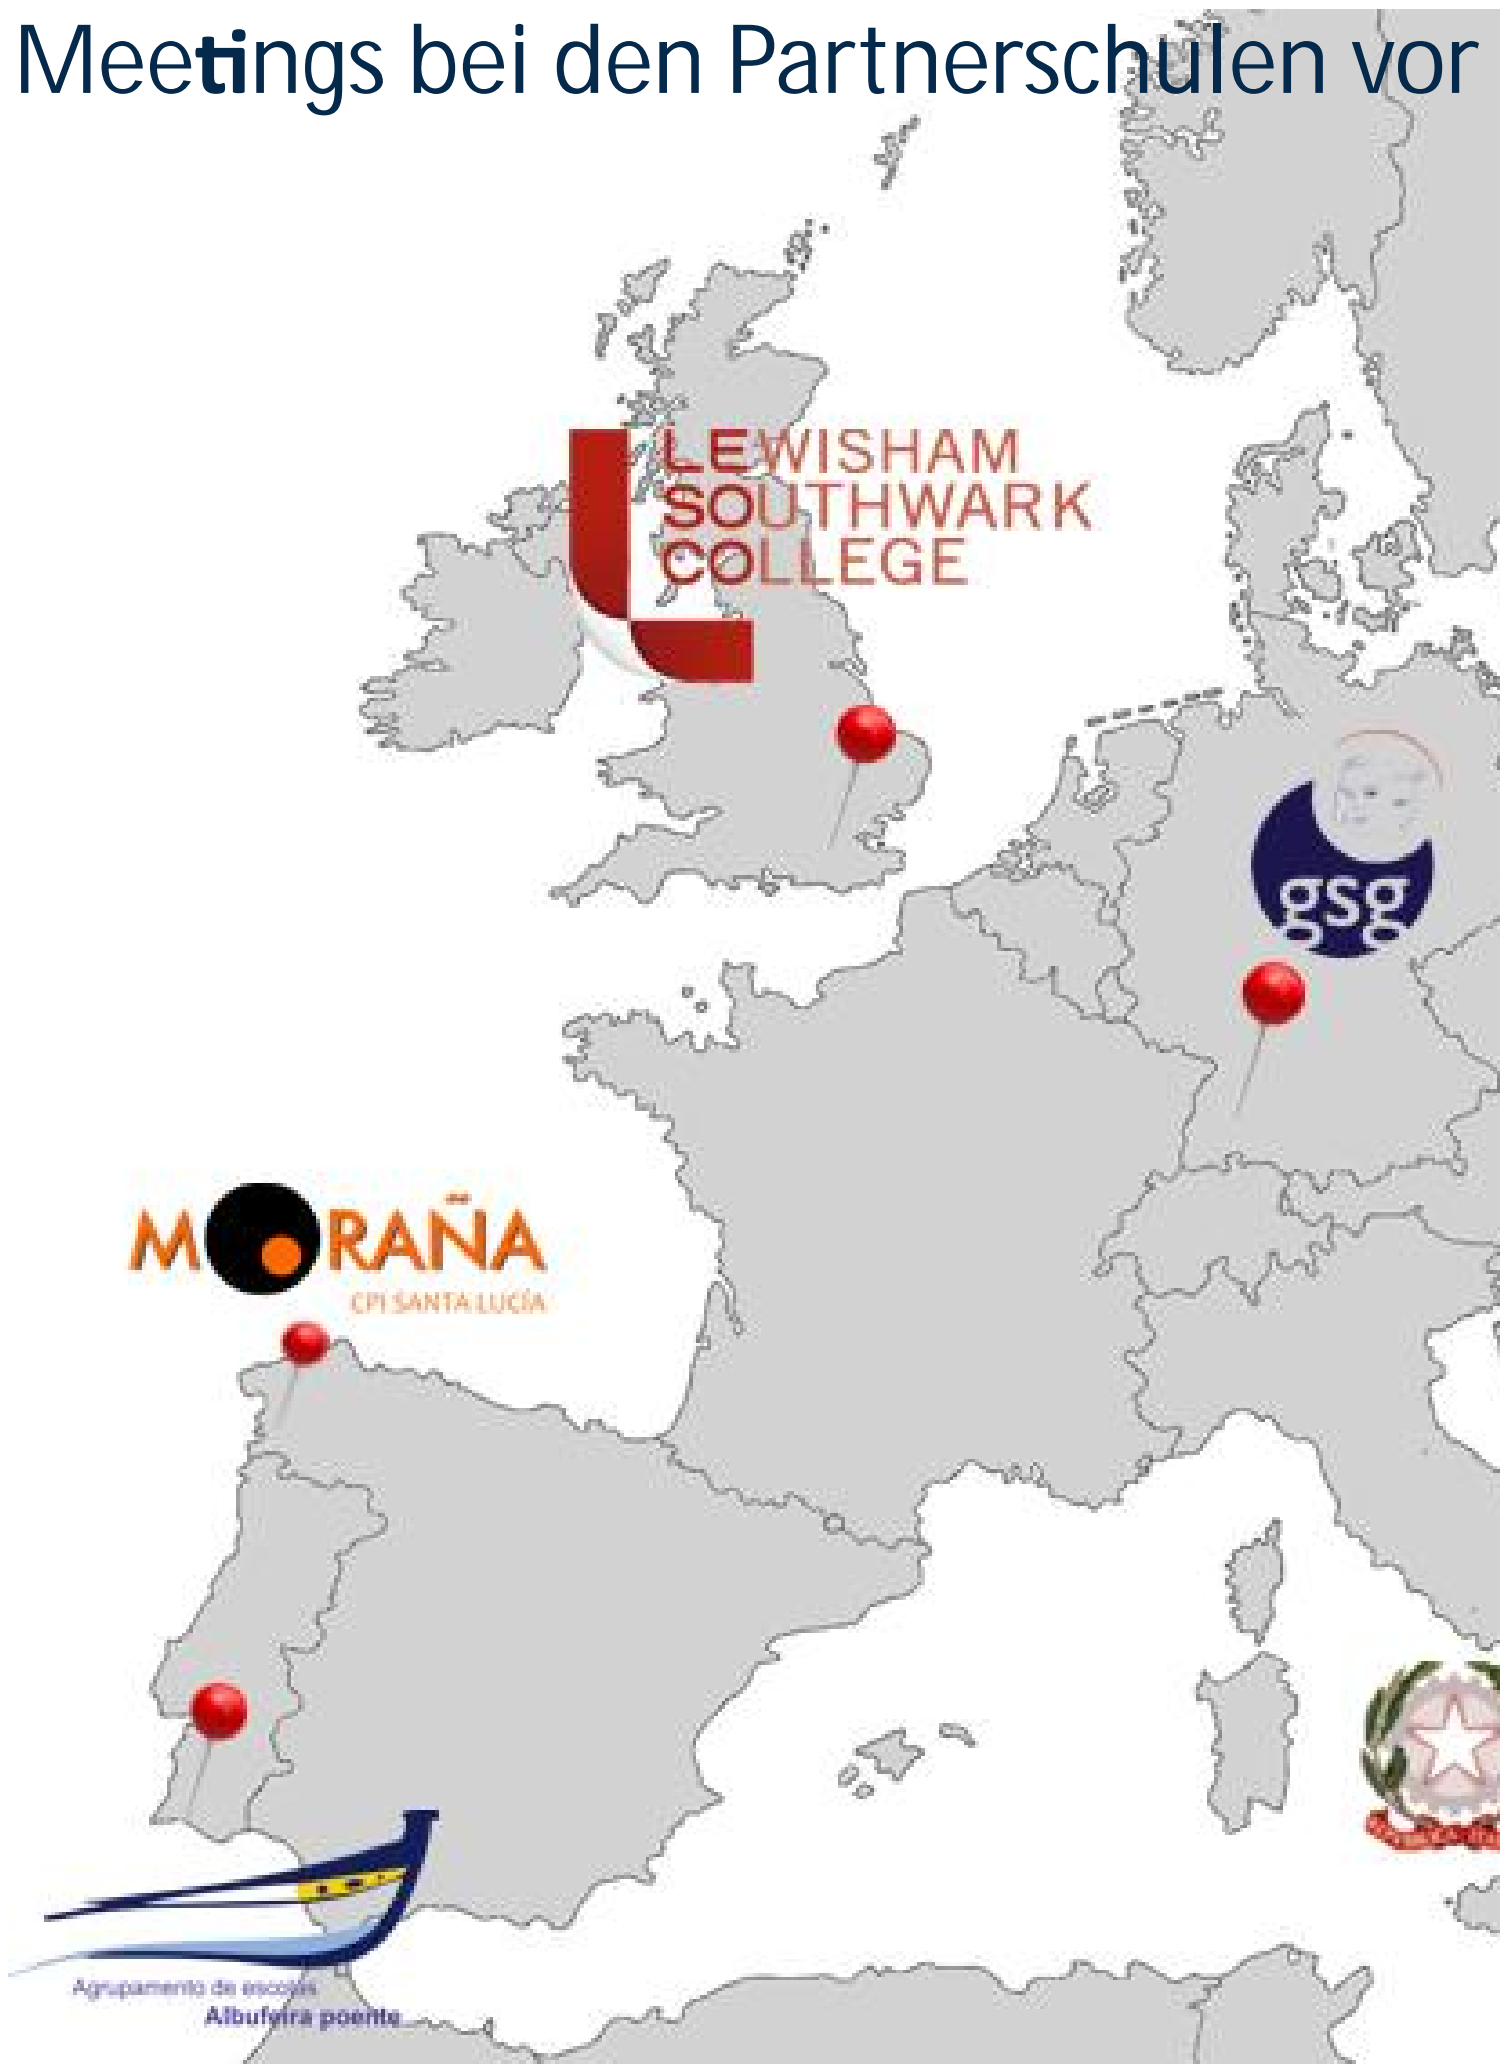 Meetings bei den Partnerschulen vor
LEWISHAM
SOUTHWARK
COLLEGE
gsg
MORAÑA
CPI SANTA LUCÍA
Agrupamento de escolas
Albufeira poente